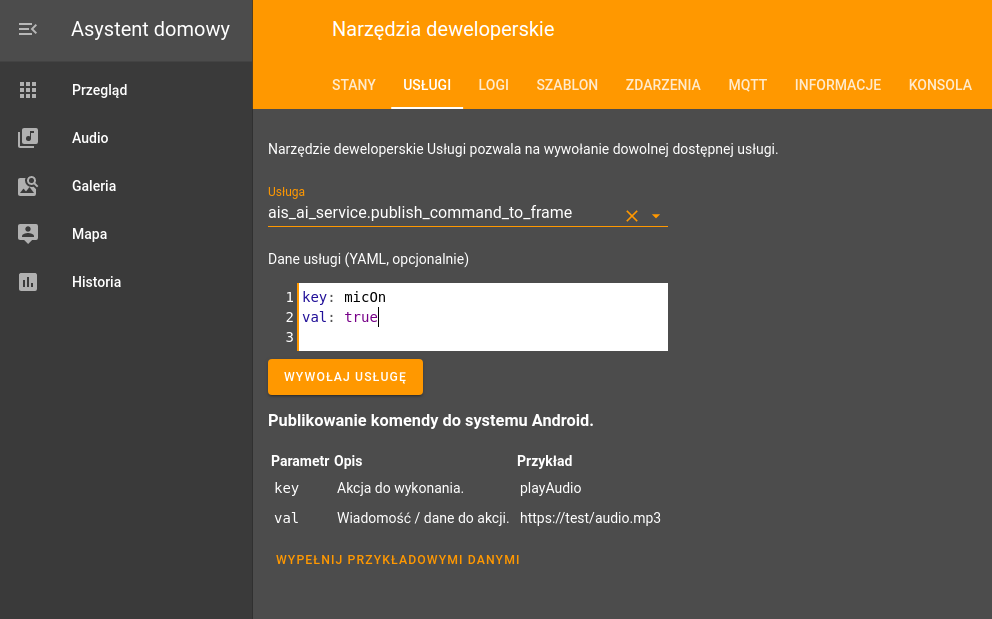 Asystent domowy
Narzędzia deweloperskie
STANY USŁUGI LOGI SZABLON ZDARZENIA MQTT INFORMACJE KONSOLA
Przegląd
Audio
Galeria
Mapa
Historia
Narzędzie deweloperskie Usługi pozwala na wywołanie dowolnej dostępnej usługi.
Usługa
ais_ai_service.publish_command_to_frame
Dane usługi (YAML, opcjonalnie)
1 key: micOn
2 val: true
3
WYWOŁAJ USŁUGĘ
Publikowanie komendy do systemu Android.
Parametr Opis Przykład
key Akcja do wykonania. playAudio
val Wiadomość / dane do akcji. https://test/audio.mp3
WYPEŁNIJ PRZYKŁADOWYMI DANYMI